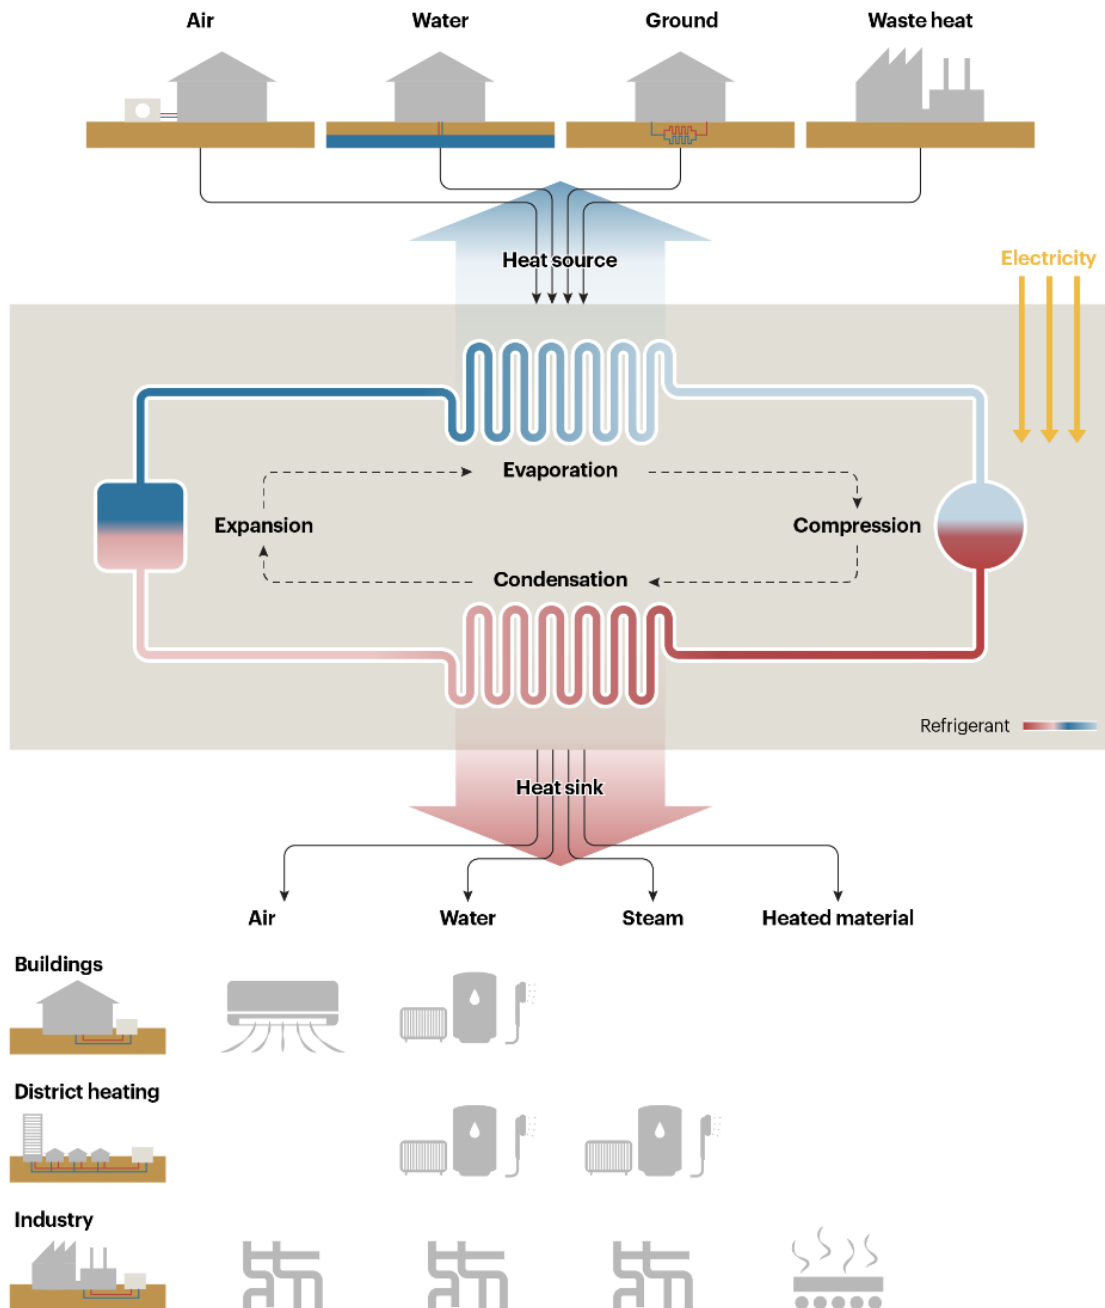 Air
Water
Ground
Waste heat
Heat source
Electricity
Evaporation
Expansion
Compression
Condensation
Refrigerant
Heat sink
Air
Water
Steam
Heated material
Buildings
District heating
Industry